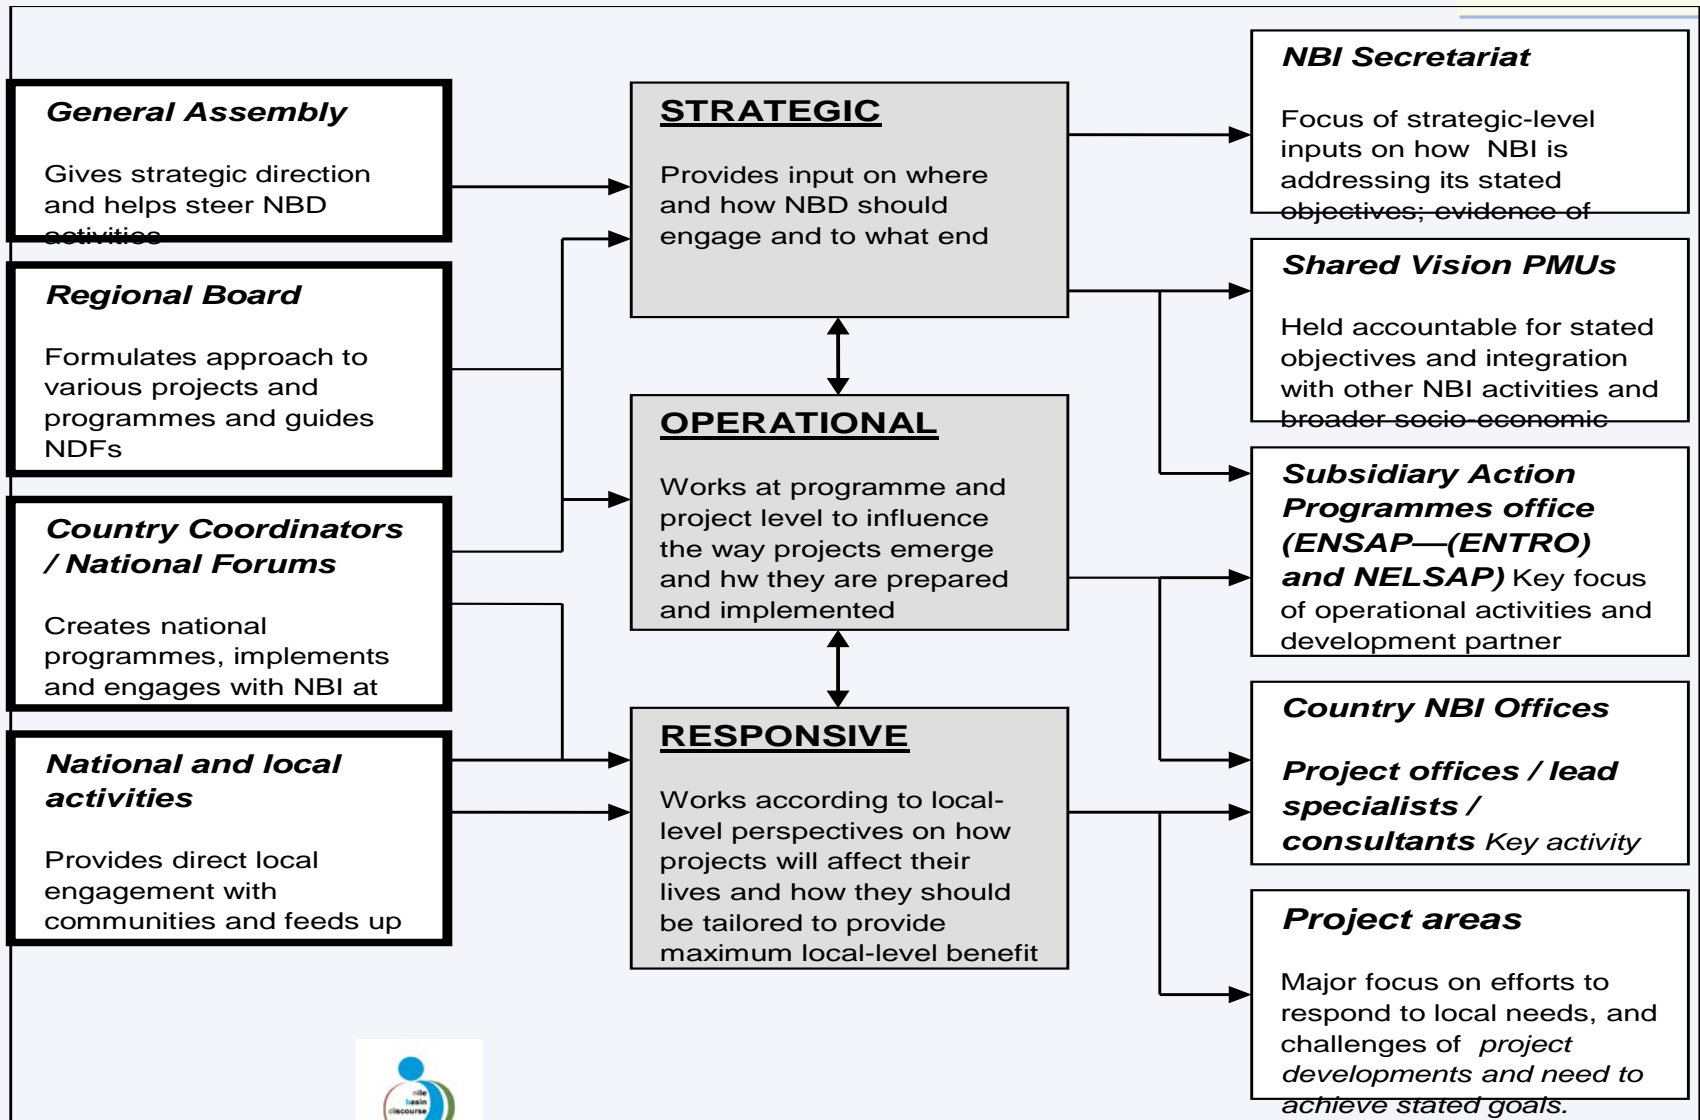 General Assembly
Gives strategic direction
and helps steer NBD
activities
Regional Board
Formulates approach to
various projects and
programmes and guides
NDFs
Country Coordinators
/ National Forums
Creates national
programmes, implements
and engages with NBI at
National and local
activities
Provides direct local
engagement with
communities and feeds up
STRATEGIC
Provides input on where
and how NBD should
engage and to what end
OPERATIONAL
Works at programme and
project level to influence
the way projects emerge
and hw they are prepared
and implemented
RESPONSIVE
Works according to local-
level perspectives on how
projects will affect their
lives and how they should
be tailored to provide
maximum local-level benefit
NBI Secretariat
Focus of strategic-level
inputs on how NBI is
addressing its stated
objectives; evidence of
Shared Vision PMUs
Held accountable for stated
objectives and integration
with other NBI activities and
broader socio-economic
Subsidiary Action
Programmes office
(ENSAP—(ENTRO)
and NELSAP) Key focus
of operational activities and
development partner
Country NBI Offices
Project offices / lead
specialists /
consultants Key activity
Project areas
Major focus on efforts to
respond to local needs, and
challenges of project
developments and need to
achieve stated goals.
nile
basin
discourse